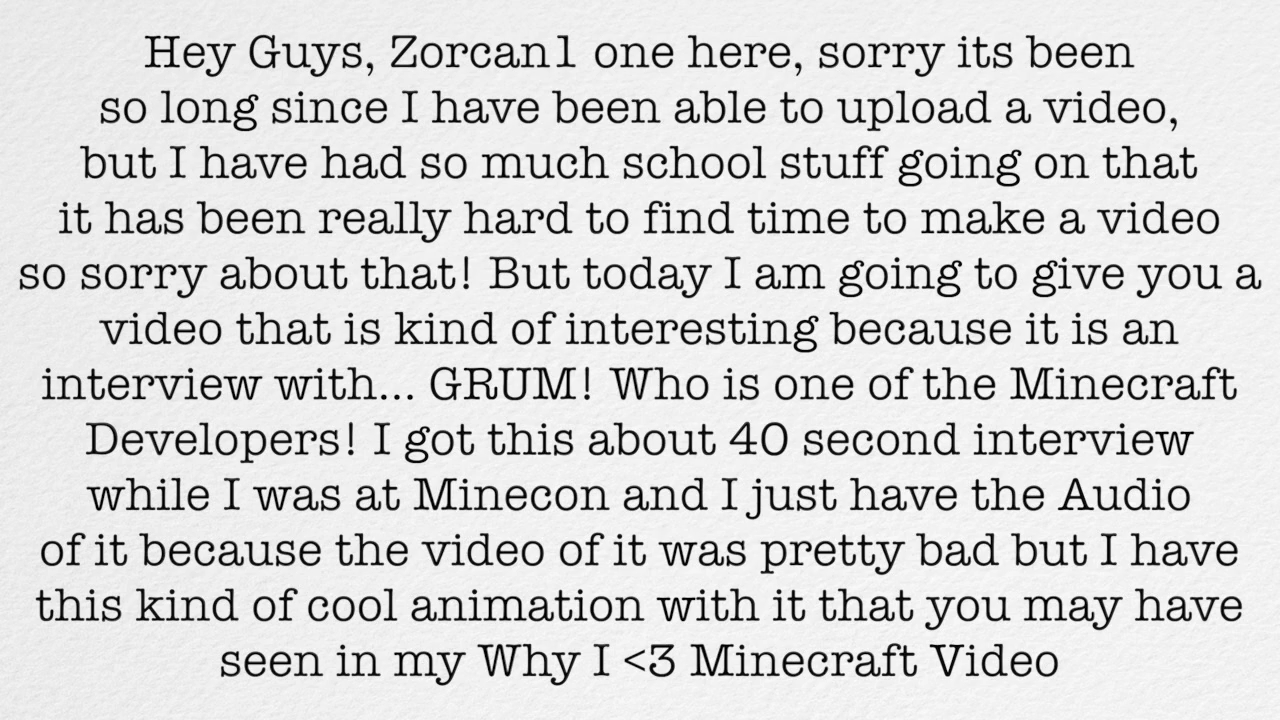 Hey Guys, Zorcan1 one here, sorry its been
so long since I have been able to upload a video,
but I have had so much school stuff going on that
it has been really hard to find time to make a video
so sorry about that! But today I am going to give you a
video that is kind of interesting because it is an
interview with... GRUM! Who is one of the Minecraft
Developers! I got this about 40 second interview
while I was at Minecon and I just have the Audio
of it because the video of it was pretty bad but I have
this kind of cool animation with it that you may have
seen in my Why I <3 Minecraft Video